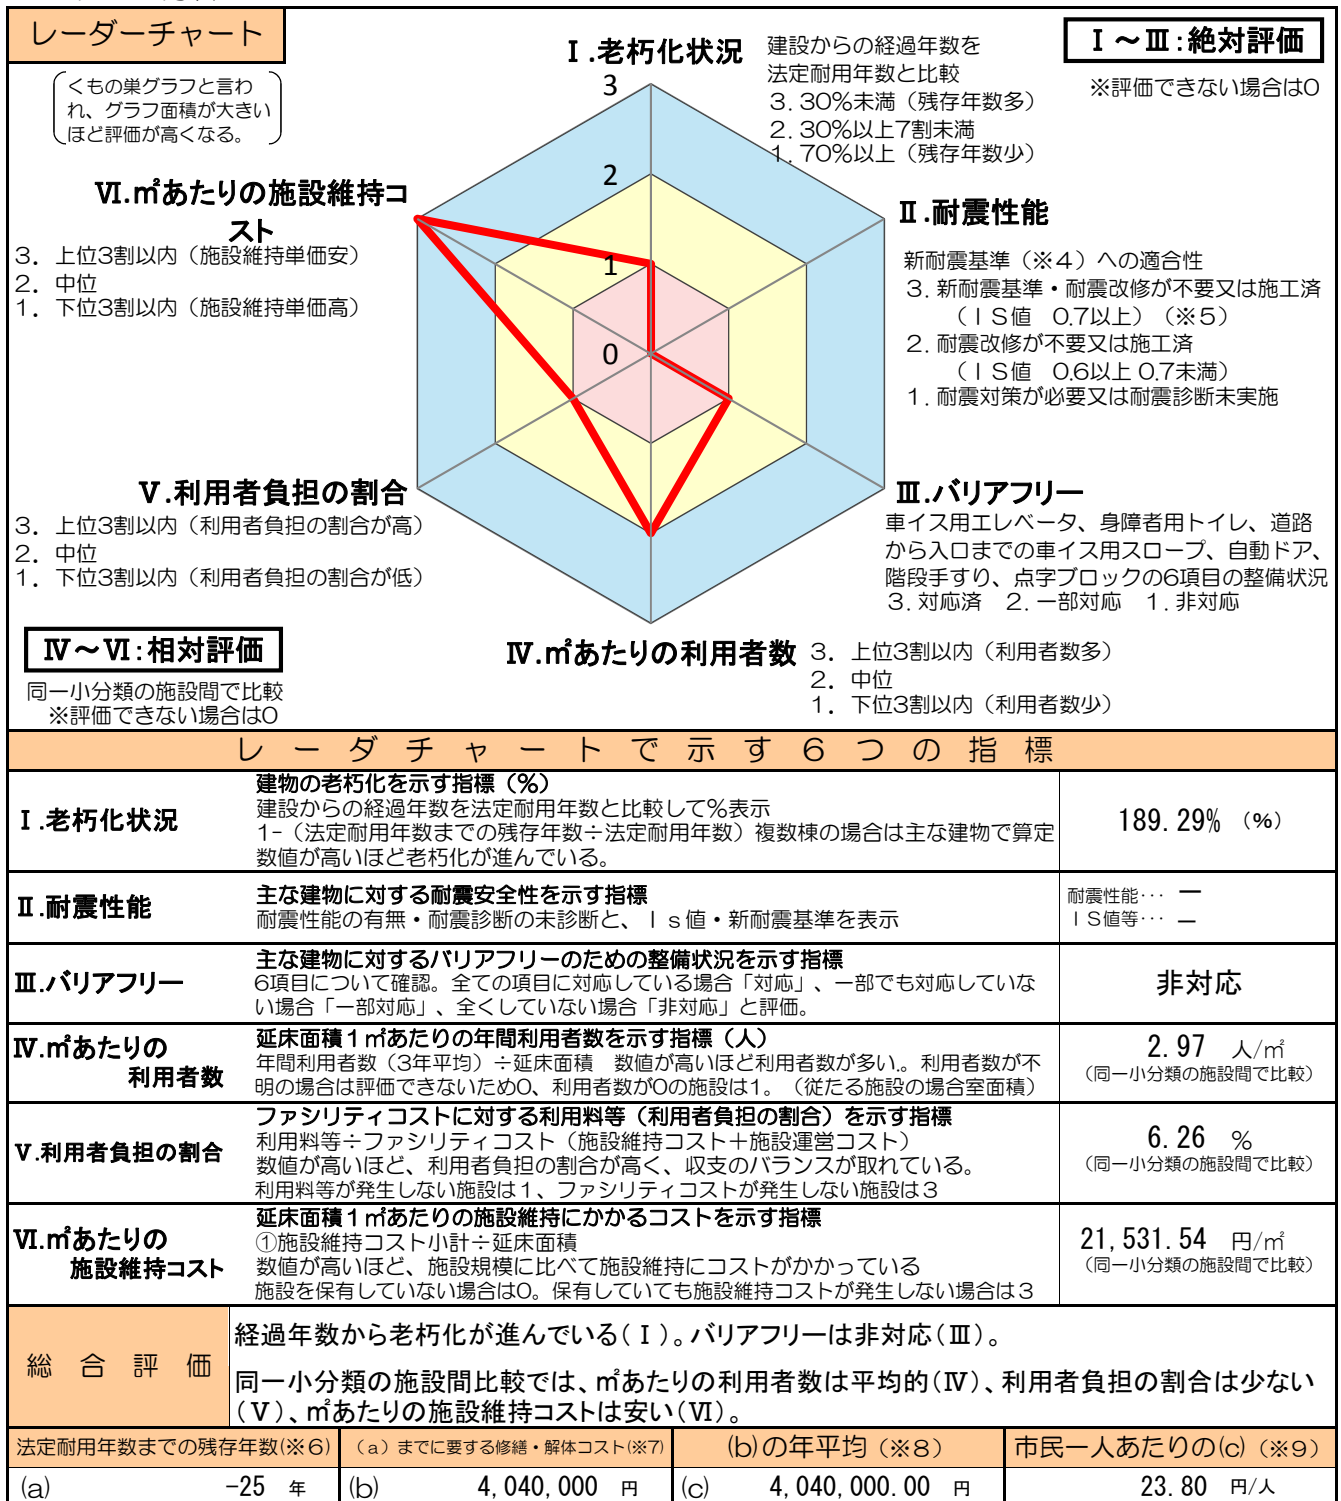 レーダーチャート
くもの巣グラフと言わ
れ、グラフ面積が大きい
ほど評価が高くなる。
Ⅰ.老朽化状況
建設からの経過年数を
法定耐用年数と比較
3. 30%未満（残存年数多）
2. 30%以上7割未満
1. 70%以上（残存年数少）
Ⅰ～Ⅲ:絶対評価
※評価できない場合は0
3
2
1
0
Ⅵ.㎡あたりの施設維持コ
スト
3. 上位3割以内（施設維持単価安）
2. 中位
1. 下位3割以内（施設維持単価高）
Ⅱ.耐震性能
新耐震基準（※4）への適合性
3. 新耐震基準・耐震改修が不要又は施工済
（ＩＳ値 0.7以上）（※5）
2. 耐震改修が不要又は施工済
（ＩＳ値 0.6以上 0.7未満）
1. 耐震対策が必要又は耐震診断未実施
Ⅴ.利用者負担の割合
3. 上位3割以内（利用者負担の割合が高）
2. 中位
1. 下位3割以内（利用者負担の割合が低）
Ⅲ.バリアフリー
車イス用エレベータ、身障者用トイレ、道路
から入口までの車イス用スロープ、自動ドア、
階段手すり、点字ブロックの6項目の整備状況
3. 対応済 2. 一部対応 1. 非対応
Ⅳ～Ⅵ:相対評価
同一小分類の施設間で比較
※評価できない場合は0
Ⅳ.㎡あたりの利用者数
3. 上位3割以内（利用者数多）
2. 中位
1. 下位3割以内（利用者数少）
レーダチャートで示す6つの指標
Ⅰ.老朽化状況
建物の老朽化を示す指標（%）
建設からの経過年数を法定耐用年数と比較して%表示
1-（法定耐用年数までの残存年数÷法定耐用年数）複数棟の場合は主な建物で算定
数値が高いほど老朽化が進んでいる。
189.29% （%）
Ⅱ.耐震性能
主な建物に対する耐震安全性を示す指標
耐震性能の有無・耐震診断の未診断と、Ｉｓ値・新耐震基準を表示
耐震性能･･･ ―
ＩＳ値等･･･ ―
Ⅲ.バリアフリー
主な建物に対するバリアフリーのための整備状況を示す指標
6項目について確認。全ての項目に対応している場合「対応」、一部でも対応していな
い場合「一部対応」、全くしていない場合「非対応」と評価。
非対応
Ⅳ.㎡あたりの
利用者数
延床面積１㎡あたりの年間利用者数を示す指標（人）
年間利用者数（3年平均）÷延床面積 数値が高いほど利用者数が多い。利用者数が不
明の場合は評価できないため0、利用者数が0の施設は1。（従たる施設の場合室面積）
2.97 人/㎡
（同一小分類の施設間で比較）
Ⅴ.利用者負担の割合
ファシリティコストに対する利用料等（利用者負担の割合）を示す指標
利用料等÷ファシリティコスト（施設維持コスト＋施設運営コスト）
数値が高いほど、利用者負担の割合が高く、収支のバランスが取れている。
利用料等が発生しない施設は１、ファシリティコストが発生しない施設は３
6.26 %
（同一小分類の施設間で比較）
Ⅵ.㎡あたりの
施設維持コスト
延床面積１㎡あたりの施設維持にかかるコストを示す指標
①施設維持コスト小計÷延床面積
数値が高いほど、施設規模に比べて施設維持にコストがかかっている
施設を保有していない場合は0。保有していても施設維持コストが発生しない場合は３
21,531.54 円/㎡
（同一小分類の施設間で比較）
総合評価
経過年数から老朽化が進んでいる(Ⅰ)。バリアフリーは非対応(Ⅲ)。
同一小分類の施設間比較では、㎡あたりの利用者数は平均的(Ⅳ)、利用者負担の割合は少ない
(Ⅴ)、㎡あたりの施設維持コストは安い(Ⅵ)。
法定耐用年数までの残存年数(※6)
（a）までに要する修繕・解体コスト(※7)
(b)の年平均（※8）
市民一人あたりの(c)（※9）
(a) -25 年
(b) 4,040,000 円
(c) 4,040,000.00 円
23.80 円/人